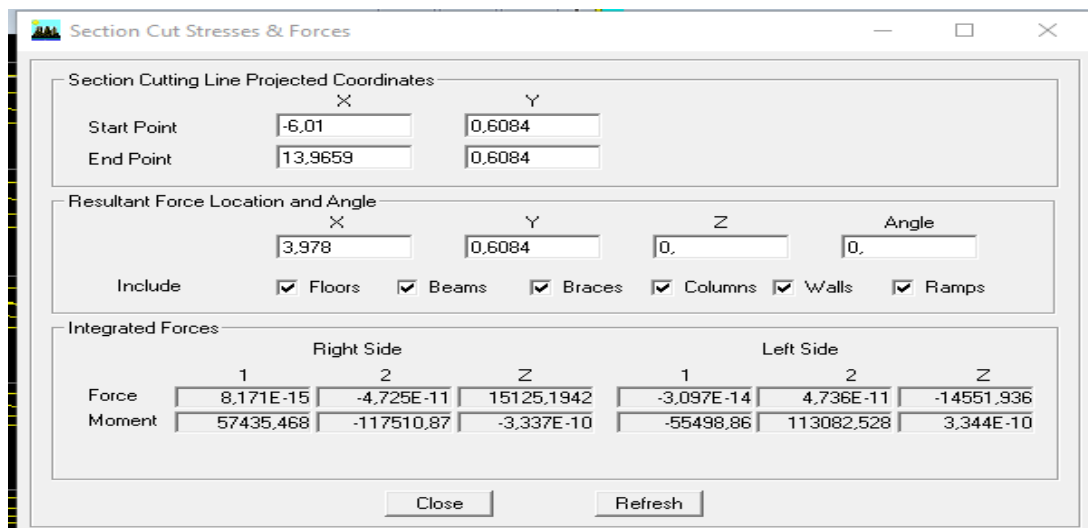 Section Cut Stresses & Forces
Section Cutting Line Projected Coordinates
X Y
Start Point -6,01 0,6084
End Point 13,9659 0,6084
Resultant Force Location and Angle
X Y Z Angle
3,978 0,6084 0, 0,
Include Floors Beams Braces Columns Walls Ramps
Integrated Forces
Right Side Left Side
1 2 Z 1 2 Z
Force 8,171E-15 -4,725E-11 15125,1942 -3,097E-14 4,736E-11 -14551,936
Moment 57435,468 -117510,87 -3,337E-10 -55498,86 113082,528 3,344E-10
Close Refresh